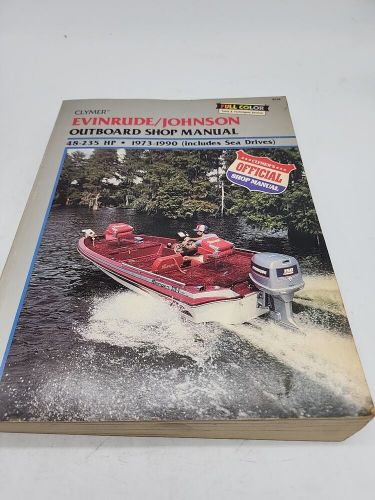 CLYMER
FULL COLOR
EVINRUDE/JOHNSON
OUTBOARD SHOP MANUAL
48-235 HP • 1973-1990 (includes Sea Drives)
CLYMER
OFFICIAL
SHOP MANUAL